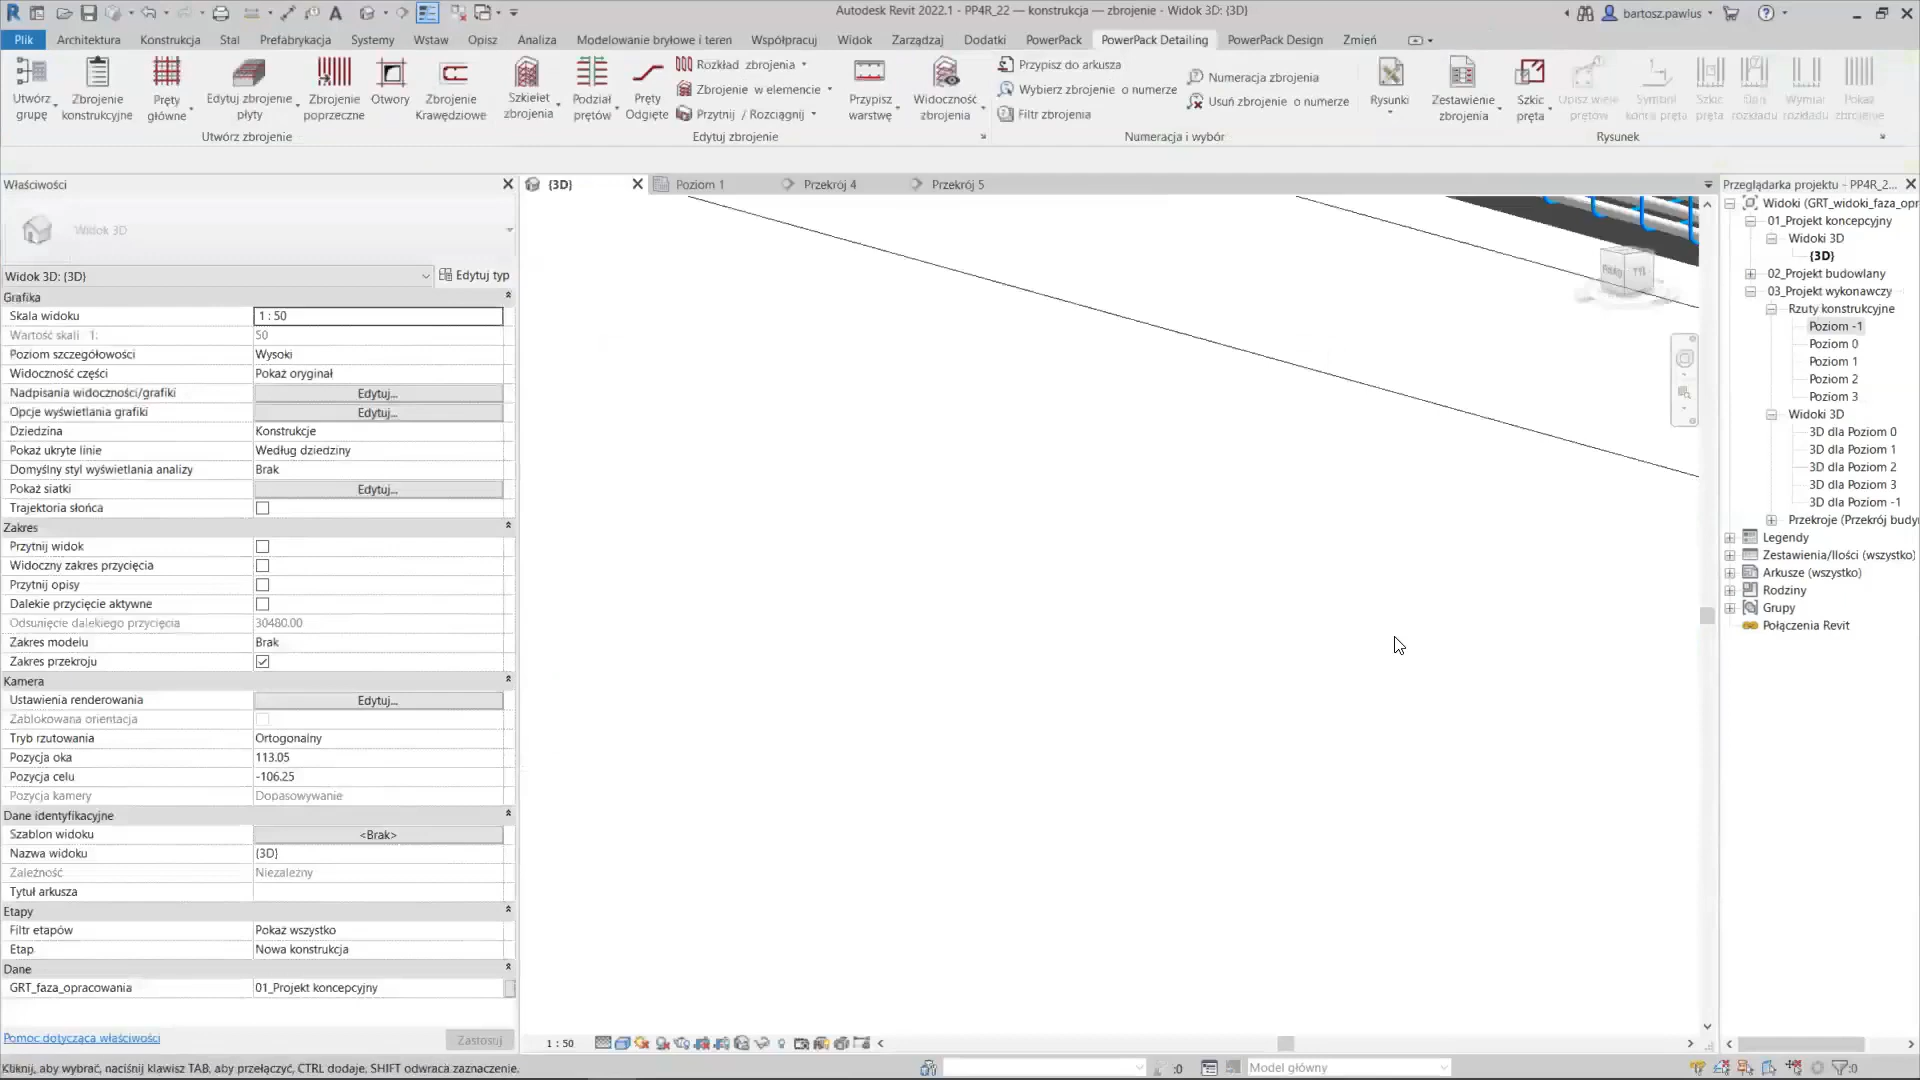 Autodesk Revit 2022.1 - PP4R_22 — konstrukcja — zbrojenie - Widok 3D: {3D}
bartosz.pawlus
Plik Architektura Konstrukcja Stal Prefabrykacja Systemy Wstaw Opisz Analiza Modelowanie bryłowe i teren Współpracuj Widok Zarządzaj Dodatki PowerPack PowerPack Detailing PowerPack Design Zmień
Utwórz grupę
Zbrojenie konstrukcyjne
Pręty główne
Edytuj zbrojenie płyty
Zbrojenie poprzeczne
Otwory
Zbrojenie Krawędziowe
Utwórz zbrojenie
Szkielet zbrojenia
Podział prętów
Pręty Odgięte
Rozkład zbrojenia
Zbrojenie w elemencie
Przytnij / Rozciągnij
Przypisz warstwę
Widoczność zbrojenia
Edytuj zbrojenie
Przypisz do arkusza
Wybierz zbrojenie o numerze
Filtr zbrojenia
Numeracja zbrojenia
Usuń zbrojenie o numerze
Numeracja i wybór
Rysunki
Zestawienie zbrojenia
Szkic pręta
Opisz wiele prętów
Symbol końca pręta
Szkic pręta
Wymiar rozkładu
Pokaż zbrojenie
Rysunek
Właściwości
Widok 3D
Widok 3D: {3D}
Edytuj typ
Grafika
Skala widoku 1 : 50
Wartość skali 1: 50
Poziom szczegółowości Wysoki
Widoczność części Pokaż oryginał
Nadpisania widoczności/grafiki Edytuj...
Opcje wyświetlania grafiki Edytuj...
Dziedzina Konstrukcje
Pokaż ukryte linie Według dziedziny
Domyślny styl wyświetlania analizy Brak
Pokaż siatki Edytuj...
Trajektoria słońca
Zakres
Przytnij widok
Widoczny zakres przycięcia
Przytnij opisy
Dalekie przycięcie aktywne
Odsunięcie dalekiego przycięcia 30480.00
Zakres modelu Brak
Zakres przekroju
Kamera
Ustawienia renderowania Edytuj...
Zablokowana orientacja
Tryb rzutowania Ortogonalny
Pozycja oka 113.05
Pozycja celu -106.25
Pozycja kamery Dopasowywanie
Dane identyfikacyjne
Szablon widoku <Brak>
Nazwa widoku {3D}
Zależność Niezależny
Tytuł arkusza
Etapy
Filtr etapów Pokaż wszystko
Etap Nowa konstrukcja
Dane
GRT_faza_opracowania 01_Projekt koncepcyjny
Pomoc dotycząca właściwości
Zastosuj
{3D} Poziom 1 Przekrój 4 Przekrój 5
TYŁ
1 : 50
Przeglądarka projektu - PP4R_2...
Widoki (GRT_widoki_faza_opr
01_Projekt koncepcyjny
Widoki 3D
{3D}
02_Projekt budowlany
03_Projekt wykonawczy
Rzuty konstrukcyjne
Poziom -1
Poziom 0
Poziom 1
Poziom 2
Poziom 3
Widoki 3D
3D dla Poziom 0
3D dla Poziom 1
3D dla Poziom 2
3D dla Poziom 3
3D dla Poziom -1
Przekroje (Przekrój budy
Legendy
Zestawienia/Ilości (wszystko)
Arkusze (wszystko)
Rodziny
Grupy
Połączenia Revit
Kliknij, aby wybrać, naciśnij klawisz TAB, aby przełączyć, CTRL dodaje, SHIFT odwraca zaznaczenie.
:0
Model główny
:0